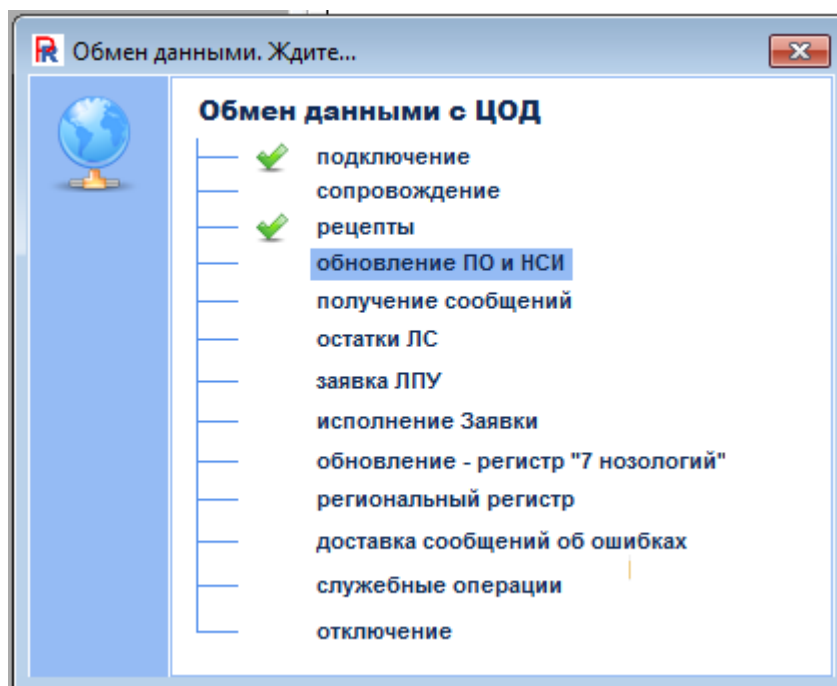 Обмен данными. Ждите...
Обмен данными с ЦОД
подключение
сопровождение
рецепты
обновление ПО и НСИ
получение сообщений
остатки ЛС
заявка ЛПУ
исполнение Заявки
обновление - регистр "7 нозологий"
региональный регистр
доставка сообщений об ошибках
служебные операции
отключение